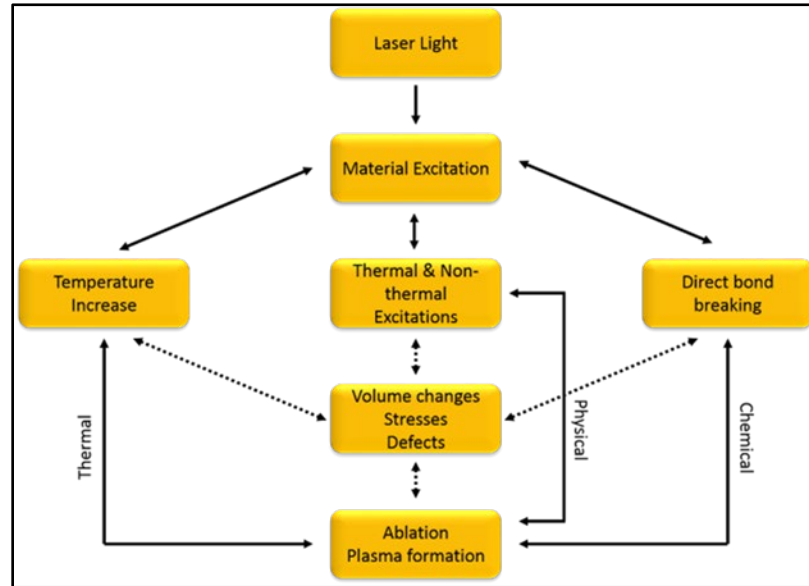 Laser Light
Material Excitation
Temperature
Increase
Thermal & Non-
thermal
Excitations
Direct bond
breaking
Volume changes
Stresses
Defects
Thermal
Physical
Chemical
Ablation
Plasma formation